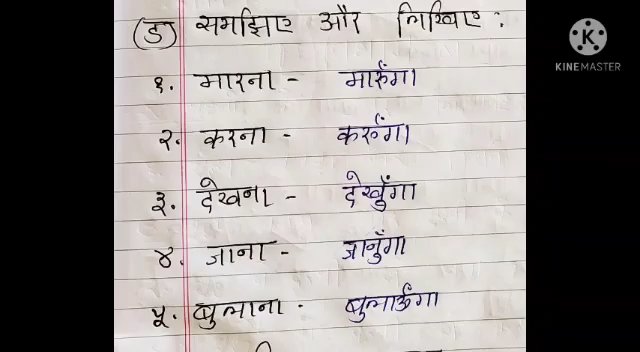 (ड) समझिए और लिखिए :
KINEMASTER
१. मारना - मारुँगा
२. करना - करुँगा
३. देखना - देखुँगा
४. जाना - जानुँगा
५. बुलाना - बुलाऊँगा